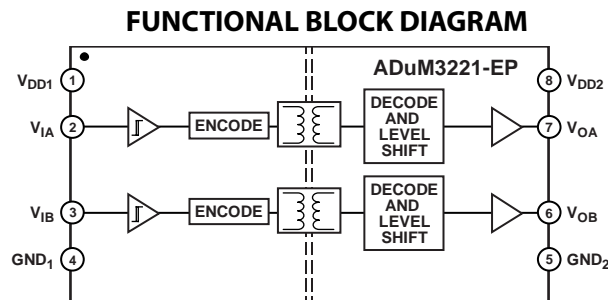 FUNCTIONAL BLOCK DIAGRAM
ADuM3221-EP
VDD1 1
8 VDD2
VIA 2
ENCODE
DECODE
AND
LEVEL
SHIFT
7 VOA
VIB 3
ENCODE
DECODE
AND
LEVEL
SHIFT
6 VOB
GND1 4
5 GND2